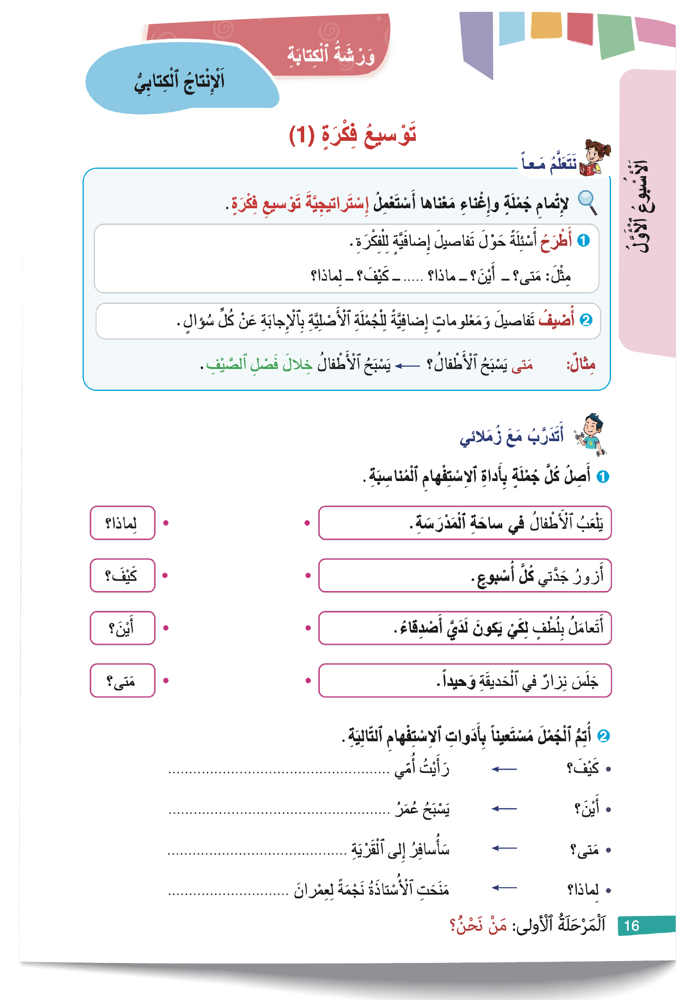 وَرْشَةُ ٱلْكِتابَةِ
اَلْإِنْتاجُ ٱلْكِتابِيُّ
اَلْأُسْبوعُ ٱلْأَوَّلُ
تَوْسيعُ فِكْرَةٍ (1)
نَتَعَلَّمُ مَـعـاً
لِإِتْمامِ جُمْلَةٍ وإِغْناءِ مَعْناها أَسْتَعْمِلُ إِسْتَراتيجِيَّةَ تَوْسيعِ فِكْرَةٍ.
1 أَطْرَحُ أَسْئِلَةً حَوْلَ تَفاصيلَ إِضافَيَّةٍ لِلْفِكْرَةِ.
مِثْلَ: مَتى؟ ـ أَيْنَ؟ ـ ماذا؟ ..... ـ كَيْفَ؟ ـ لِماذا؟
2 أُضيفُ تَفاصيلَ وَمَعْلوماتٍ إِضافِيَّةً لِلْجُمْلَةِ ٱلْأَصْلِيَّةِ بِٱلْإِجابَةِ عَنْ كُلِّ سُؤالٍ.
مِثالٌ: مَتى يَسْبَحُ ٱلْأَطْفالُ؟ ← يَسْبَحُ ٱلْأَطْفالُ خِلالَ فَصْلِ ٱلصَّيْفِ.
أَتَدَرَّبُ مَعَ زُمَلائي
1 أَصِلُ كُلَّ جُمْلَةٍ بِأَداةِ ٱلِاسْتِفْهامِ ٱلْمُناسِبَةِ.
يَلْعَبُ ٱلْأَطْفالُ في ساحَةِ ٱلْمَدْرَسَةِ. • • لِماذا؟
أَزورُ جَدَّتي كُلَّ أُسْبوعٍ. • • كَيْفَ؟
أَتَعامَلُ بِلُطْفٍ لِكَيْ يَكونَ لَدَيَّ أَصْدِقاءُ. • • أَيْنَ؟
جَلَسَ نِزارٌ في ٱلْحَديقَةِ وَحيداً. • • مَتى؟
2 أُتِمُّ ٱلْجُمْلَ مُسْتَعيناً بِأَدَواتِ ٱلِاسْتِفْهامِ ٱلتّالِيَةِ.
• كَيْفَ؟ ← رَأَيْتُ أُمّي .....................................................
• أَيْنَ؟ ← يَسْبَحُ عُمَرُ .....................................................
• مَتى؟ ← سَأُسافِرُ إِلى ٱلْقَرْيَةِ ...........................................
• لِماذا؟ ← مَنَحَتِ ٱلْأُسْتاذَةُ نَجْمَةً لِعِمْرانَ .............................
16 اَلْمَرْحَلَةُ ٱلْأولى: مَنْ نَحْنُ؟